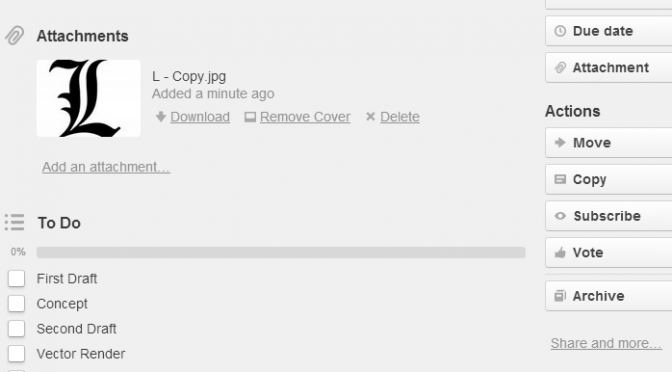 Attachments
L
L - Copy.jpg
Added a minute ago
Download Remove Cover Delete
Add an attachment…
To Do
0%
First Draft
Concept
Second Draft
Vector Render
Due date
Attachment
Actions
Move
Copy
Subscribe
Vote
Archive
Share and more…